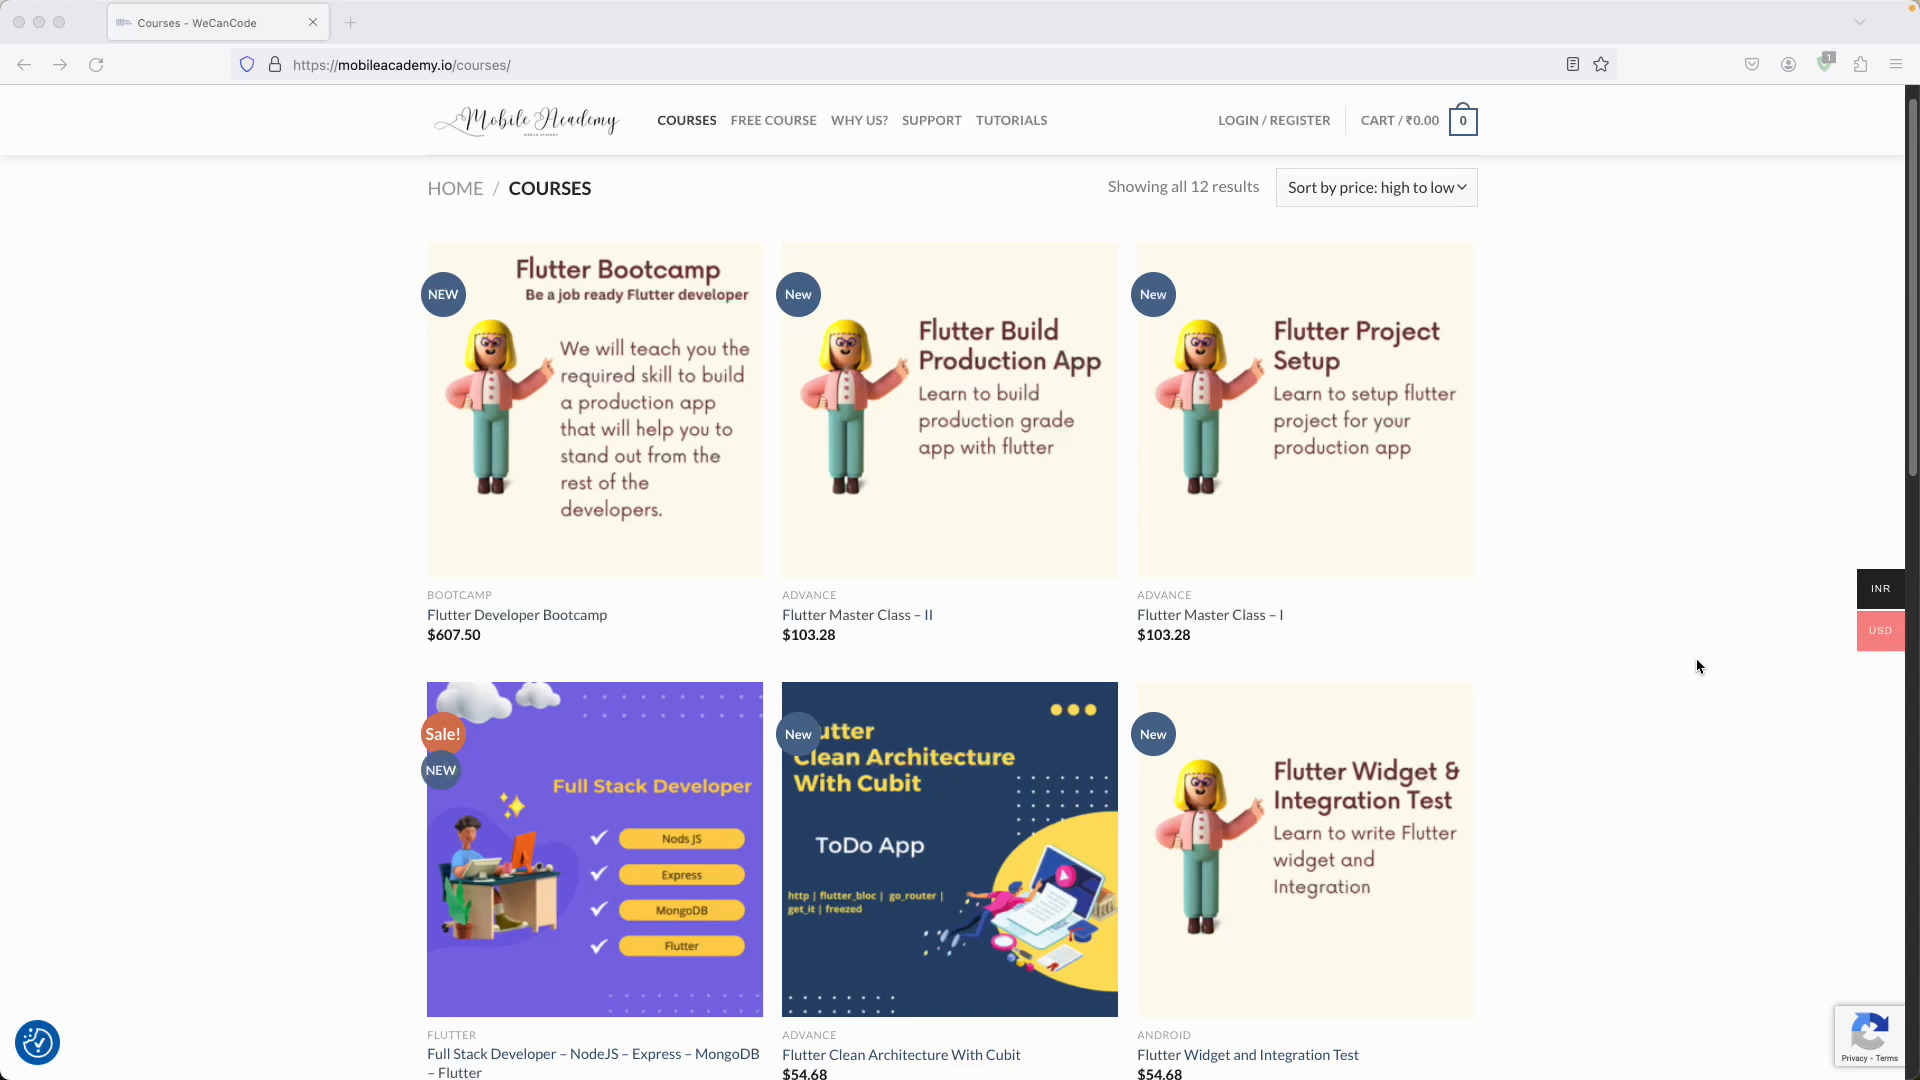 Courses - WeCanCode
https://mobileacademy.io/courses/
1
Mobile Academy
MOBILE ACADEMY
COURSES
FREE COURSE
WHY US?
SUPPORT
TUTORIALS
LOGIN / REGISTER
CART / ₹0.00
0
HOME / COURSES
Showing all 12 results
Sort by price: high to low
NEW
Flutter Bootcamp
Be a job ready Flutter developer
We will teach you the
required skill to build
a production app
that will help you to
stand out from the
rest of the
developers.
New
Flutter Build
Production App
Learn to build
production grade
app with flutter
New
Flutter Project
Setup
Learn to setup flutter
project for your
production app
BOOTCAMP
Flutter Developer Bootcamp
$607.50
ADVANCE
Flutter Master Class – II
$103.28
ADVANCE
Flutter Master Class – I
$103.28
INR
USD
Sale!
NEW
Full Stack Developer
Nods JS
Express
MongoDB
Flutter
New
utter
Clean Architecture
With Cubit
ToDo App
http | flutter_bloc | go_router |
get_it | freezed
New
Flutter Widget &
Integration Test
Learn to write Flutter
widget and
Integration
FLUTTER
Full Stack Developer – NodeJS – Express – MongoDB
– Flutter
ADVANCE
Flutter Clean Architecture With Cubit
$54.68
ANDROID
Flutter Widget and Integration Test
$54.68
Privacy - Terms